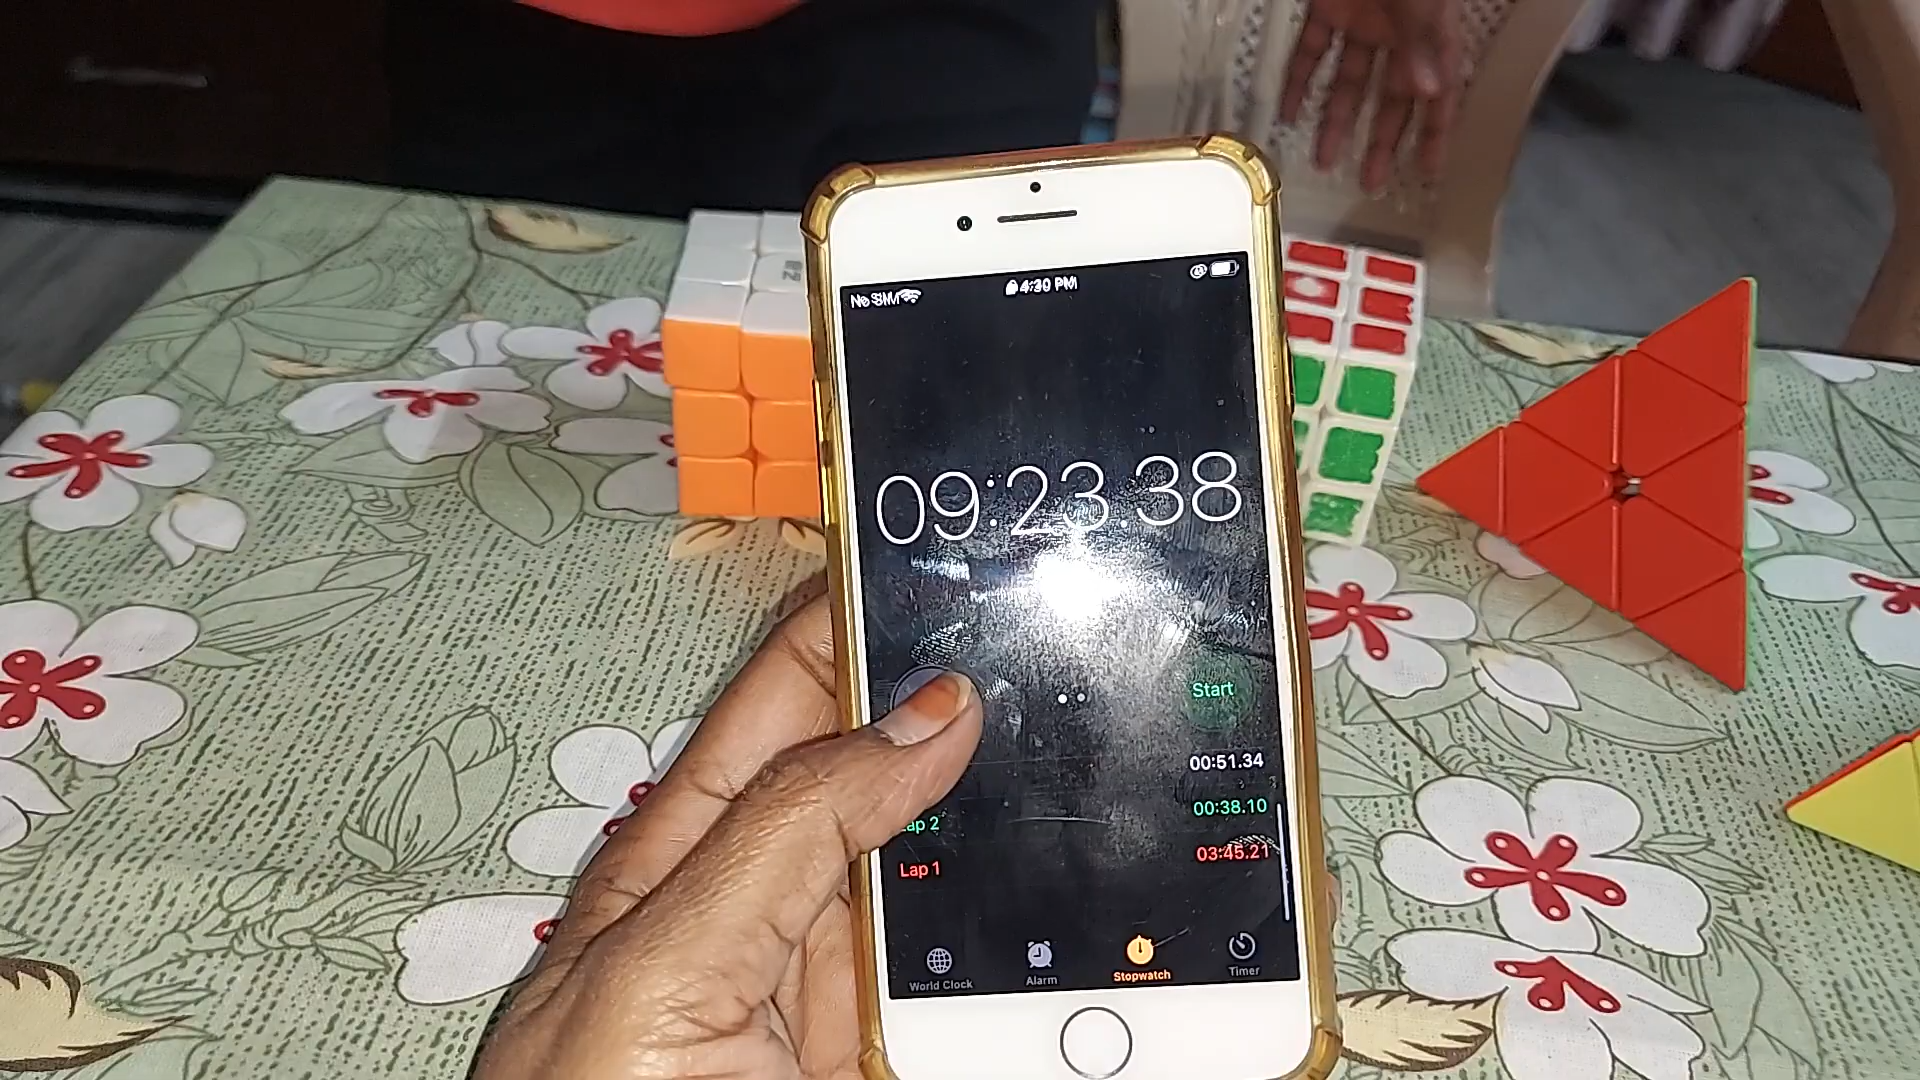 No SIM 4:30 PM
09:23.38
Start
00:51.34
Lap 2 00:38.10
Lap 1 03:45.21
World Clock Alarm Stopwatch Timer